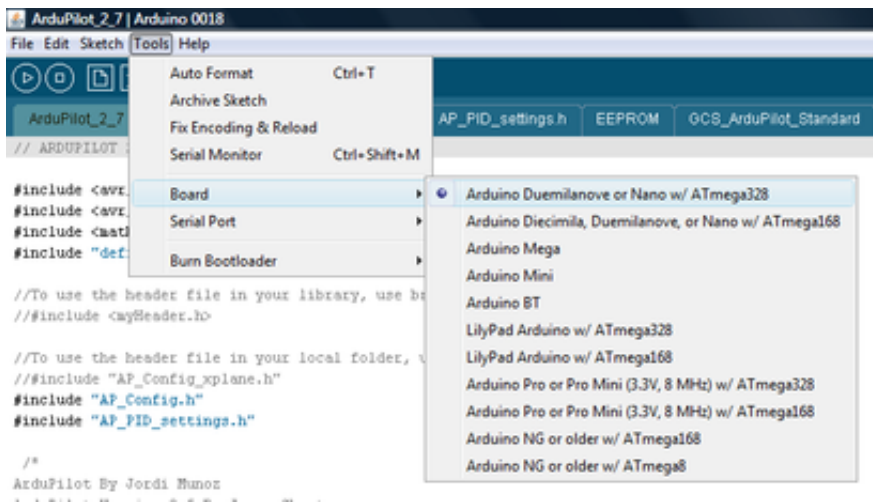 ArduPilot_2_7 | Arduino 0018
File Edit Sketch Tools Help
ArduPilot_2_7 AP_PID_settings.h EEPROM GCS_ArduPilot_Standard
Auto Format Ctrl+T
Archive Sketch
Fix Encoding & Reload
Serial Monitor Ctrl+Shift+M
Board
Serial Port
Burn Bootloader
Arduino Duemilanove or Nano w/ ATmega328
Arduino Diecimila, Duemilanove, or Nano w/ ATmega168
Arduino Mega
Arduino Mini
Arduino BT
LilyPad Arduino w/ ATmega328
LilyPad Arduino w/ ATmega168
Arduino Pro or Pro Mini (3.3V, 8 MHz) w/ ATmega328
Arduino Pro or Pro Mini (3.3V, 8 MHz) w/ ATmega168
Arduino NG or older w/ ATmega168
Arduino NG or older w/ ATmega8
// ARDUPILOT
#include <avr
#include <avr
#include <mat
#include "def
//To use the header file in your library, use
//#include <myHeader.h>
//To use the header file in your local folder,
//#include "AP_Config_xplane.h"
#include "AP_Config.h"
#include "AP_PID_settings.h"
/*
ArduPilot By Jordi Munoz